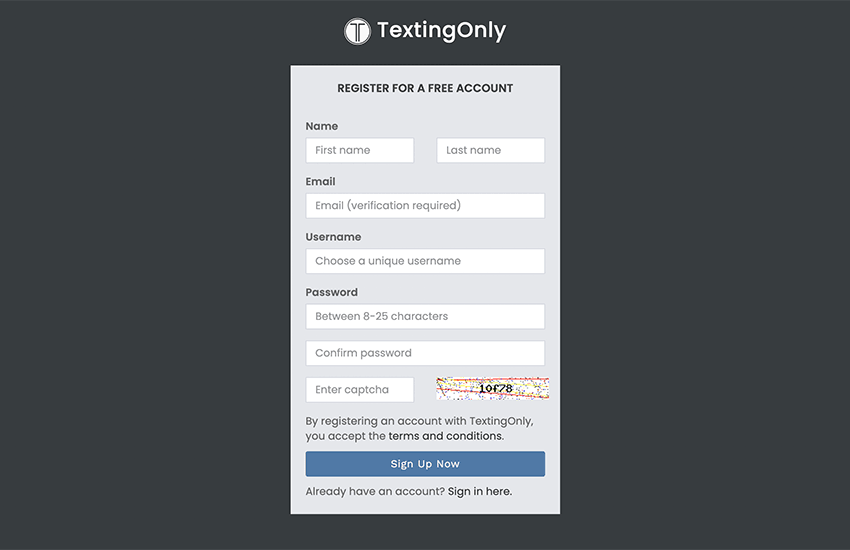 TextingOnly
REGISTER FOR A FREE ACCOUNT
Name
First name
Last name
Email
Email (verification required)
Username
Choose a unique username
Password
Between 8-25 characters
Confirm password
Enter captcha
10f78
By registering an account with TextingOnly,
you accept the terms and conditions.
Sign Up Now
Already have an account? Sign in here.